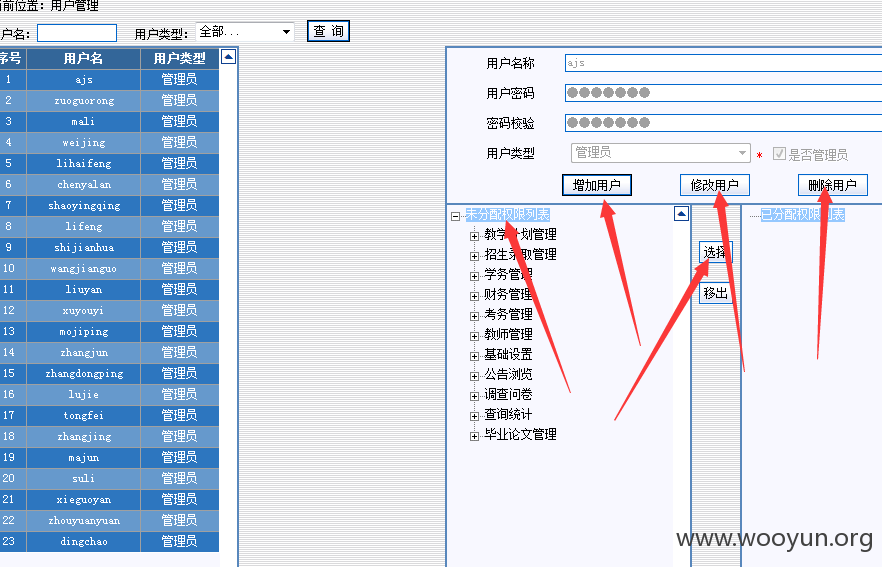 前位置：用户管理
户名：
用户类型：
全部...
查 询
序号 用户名 用户类型
1 ajs 管理员
2 zuoguorong 管理员
3 mali 管理员
4 weijing 管理员
5 lihaifeng 管理员
6 chenyalan 管理员
7 shaoyingqing 管理员
8 lifeng 管理员
9 shijianhua 管理员
10 wangjianguo 管理员
11 liuyan 管理员
12 xuyouyi 管理员
13 mojiping 管理员
14 zhangjun 管理员
15 zhangdongping 管理员
16 lujie 管理员
17 tongfei 管理员
18 zhangjing 管理员
19 majun 管理员
20 suli 管理员
21 xieguoyan 管理员
22 zhouyuanyuan 管理员
23 dingchao 管理员
用户名称 ajs
用户密码
密码校验
用户类型 管理员 * 是否管理员
增加用户 修改用户 删除用户
未分配权限列表
教学计划管理
招生录取管理
学务管理
财务管理
考务管理
教师管理
基础设置
公告浏览
调查问卷
查询统计
毕业论文管理
选择
移出
已分配权限列表
www.wooyun.org